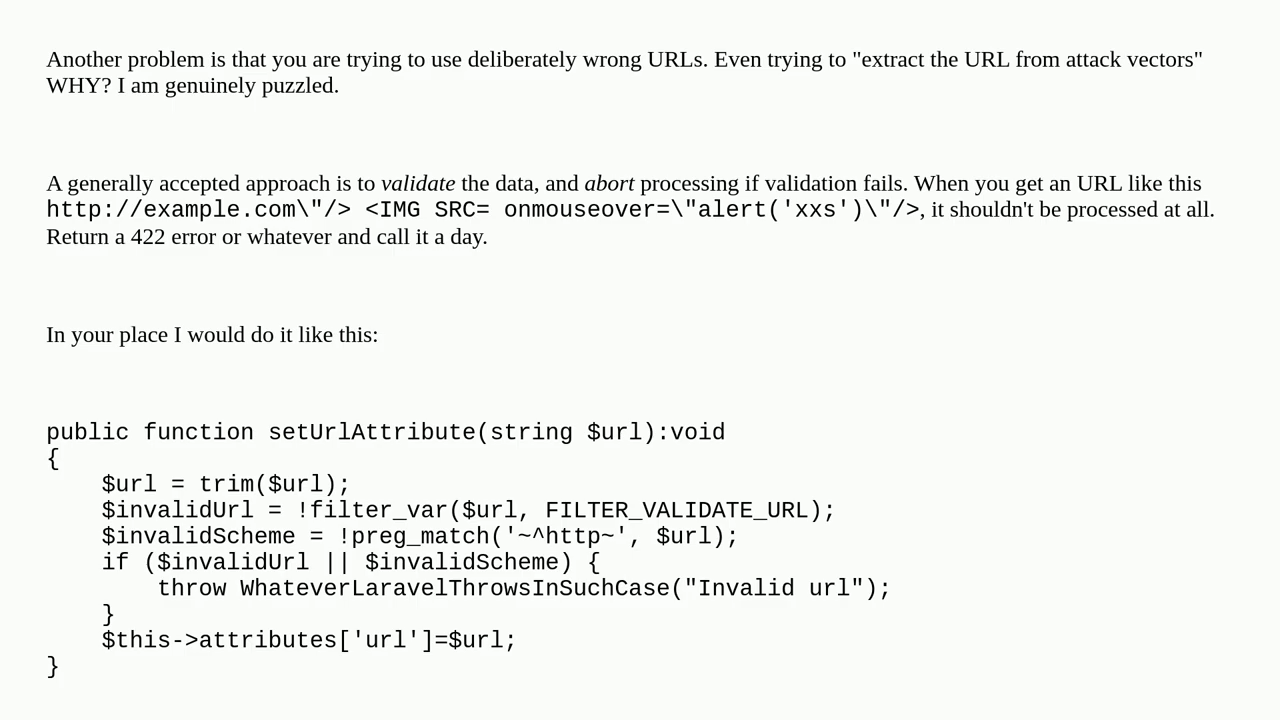 Another problem is that you are trying to use deliberately wrong URLs. Even trying to "extract the URL from attack vectors"
WHY? I am genuinely puzzled.
A generally accepted approach is to validate the data, and abort processing if validation fails. When you get an URL like this
http://example.com\"/> <IMG SRC= onmouseover=\"alert('xxs')\"/>, it shouldn't be processed at all.
Return a 422 error or whatever and call it a day.
In your place I would do it like this:
public function setUrlAttribute(string $url):void
{
    $url = trim($url);
    $invalidUrl = !filter_var($url, FILTER_VALIDATE_URL);
    $invalidScheme = !preg_match('~^http~', $url);
    if ($invalidUrl || $invalidScheme) {
        throw WhateverLaravelThrowsInSuchCase("Invalid url");
    }
    $this->attributes['url']=$url;
}